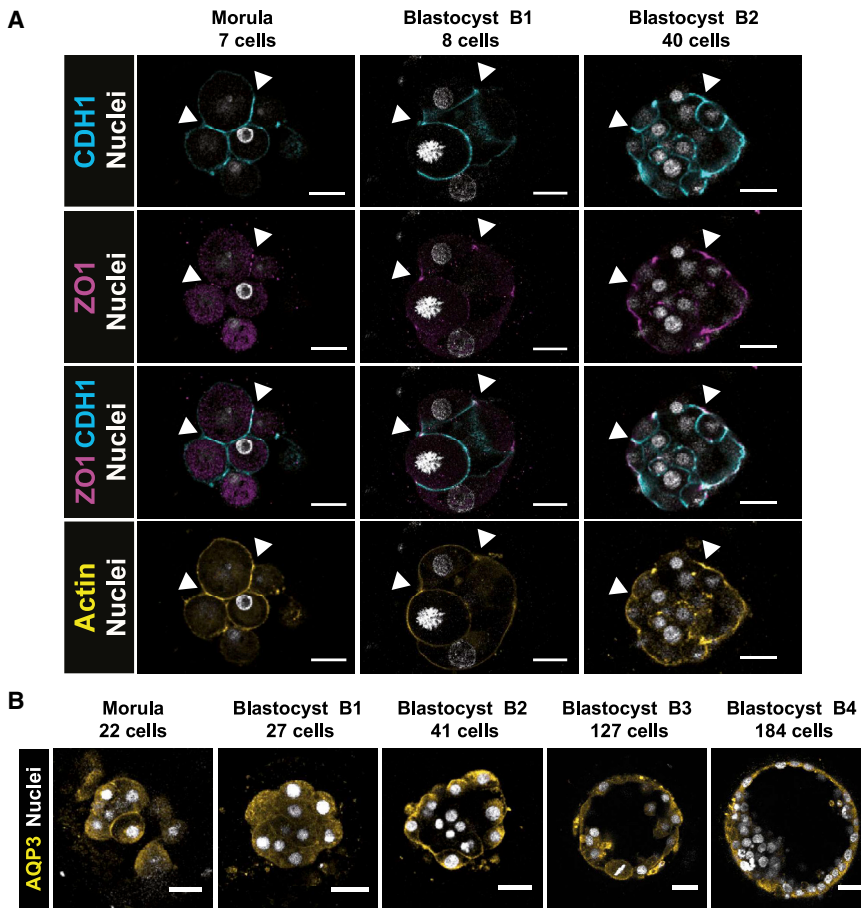 A
Morula
7 cells
Blastocyst B1
8 cells
Blastocyst B2
40 cells
CDH1
Nuclei
ZO1
Nuclei
ZO1 CDH1
Nuclei
Actin
Nuclei
B
Morula
22 cells
Blastocyst B1
27 cells
Blastocyst B2
41 cells
Blastocyst B3
127 cells
Blastocyst B4
184 cells
AQP3 Nuclei